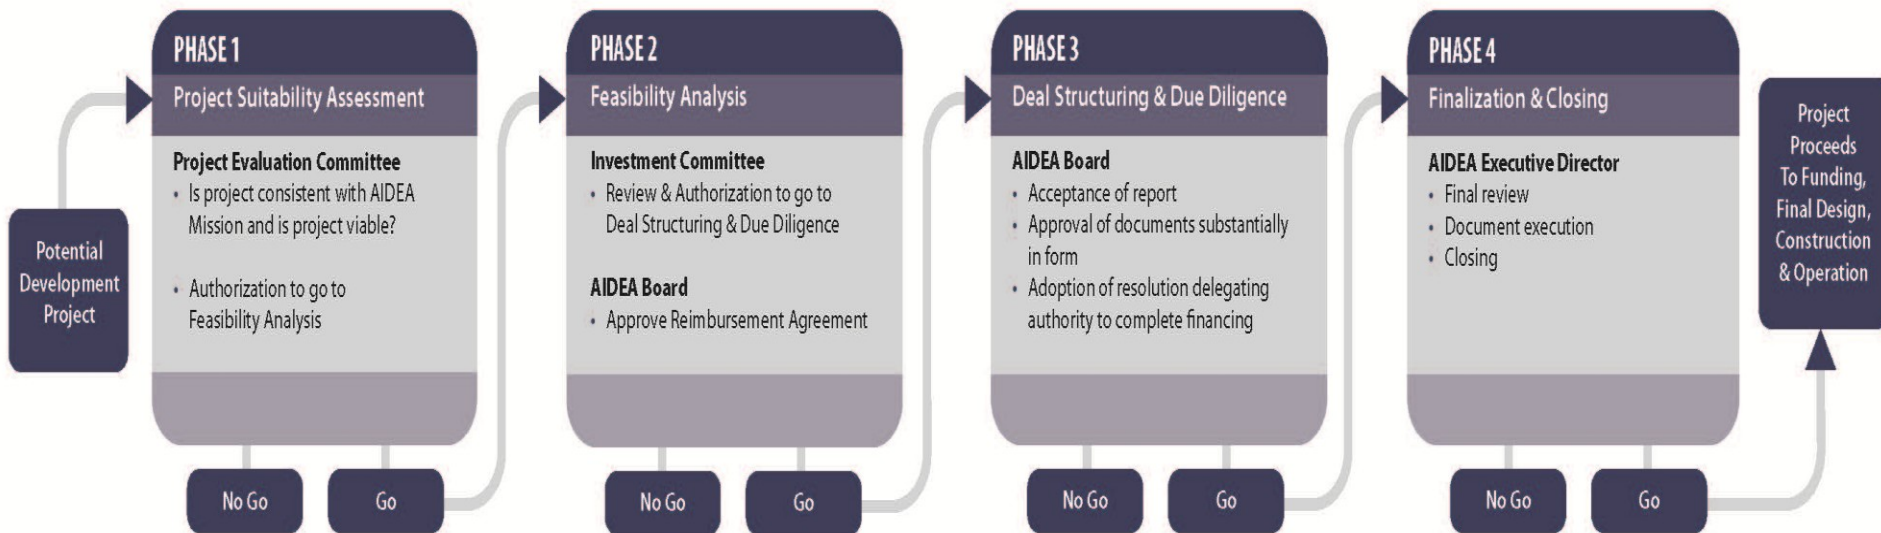 Potential
Development
Project
PHASE 1
Project Suitability Assessment
Project Evaluation Committee
• Is project consistent with AIDEA
Mission and is project viable?
• Authorization to go to
Feasibility Analysis
No Go
Go
PHASE 2
Feasibility Analysis
Investment Committee
• Review & Authorization to go to
Deal Structuring & Due Diligence
AIDEA Board
• Approve Reimbursement Agreement
No Go
Go
PHASE 3
Deal Structuring & Due Diligence
AIDEA Board
• Acceptance of report
• Approval of documents substantially
in form
• Adoption of resolution delegating
authority to complete financing
No Go
Go
PHASE 4
Finalization & Closing
AIDEA Executive Director
• Final review
• Document execution
• Closing
No Go
Go
Project
Proceeds
To Funding,
Final Design,
Construction
& Operation